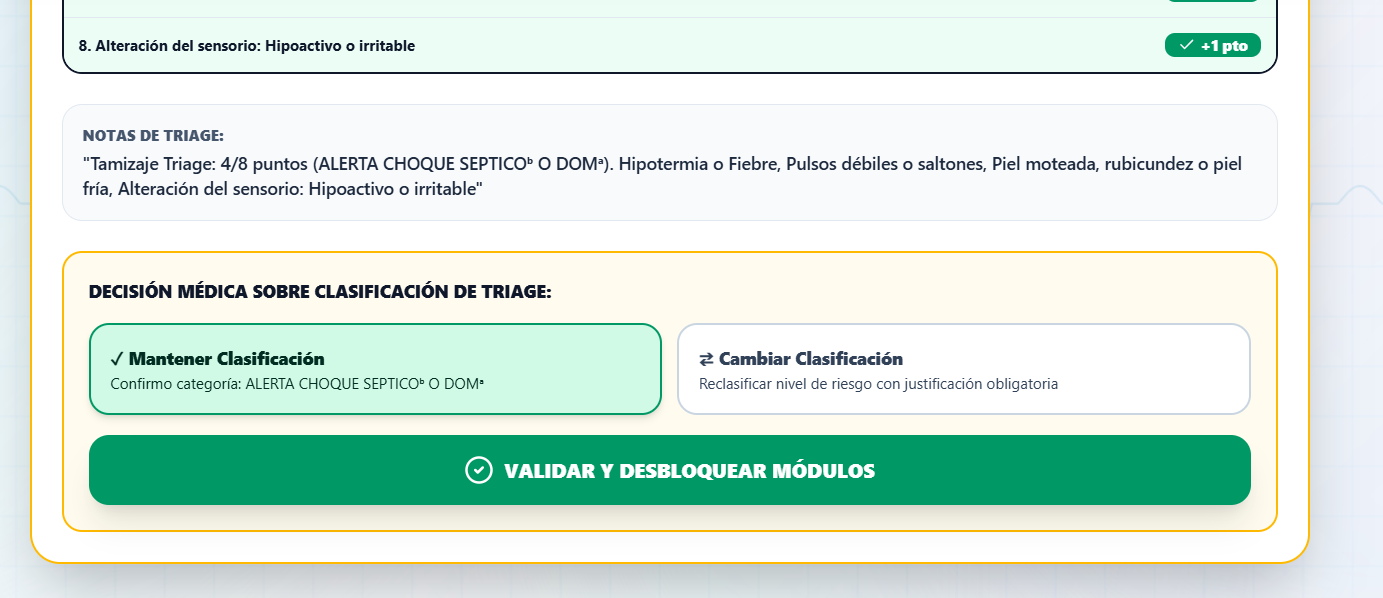 8. Alteración del sensorio: Hipoactivo o irritable
✓ +1 pto
NOTAS DE TRIAGE:
"Tamizaje Triage: 4/8 puntos (ALERTA CHOQUE SEPTICOᵇ O DOMᵃ). Hipotermia o Fiebre, Pulsos débiles o saltones, Piel moteada, rubicundez o piel
fría, Alteración del sensorio: Hipoactivo o irritable"
DECISIÓN MÉDICA SOBRE CLASIFICACIÓN DE TRIAGE:
✓ Mantener Clasificación
Confirmo categoría: ALERTA CHOQUE SEPTICOᵇ O DOMᵃ
⇄ Cambiar Clasificación
Reclasificar nivel de riesgo con justificación obligatoria
VALIDAR Y DESBLOQUEAR MÓDULOS